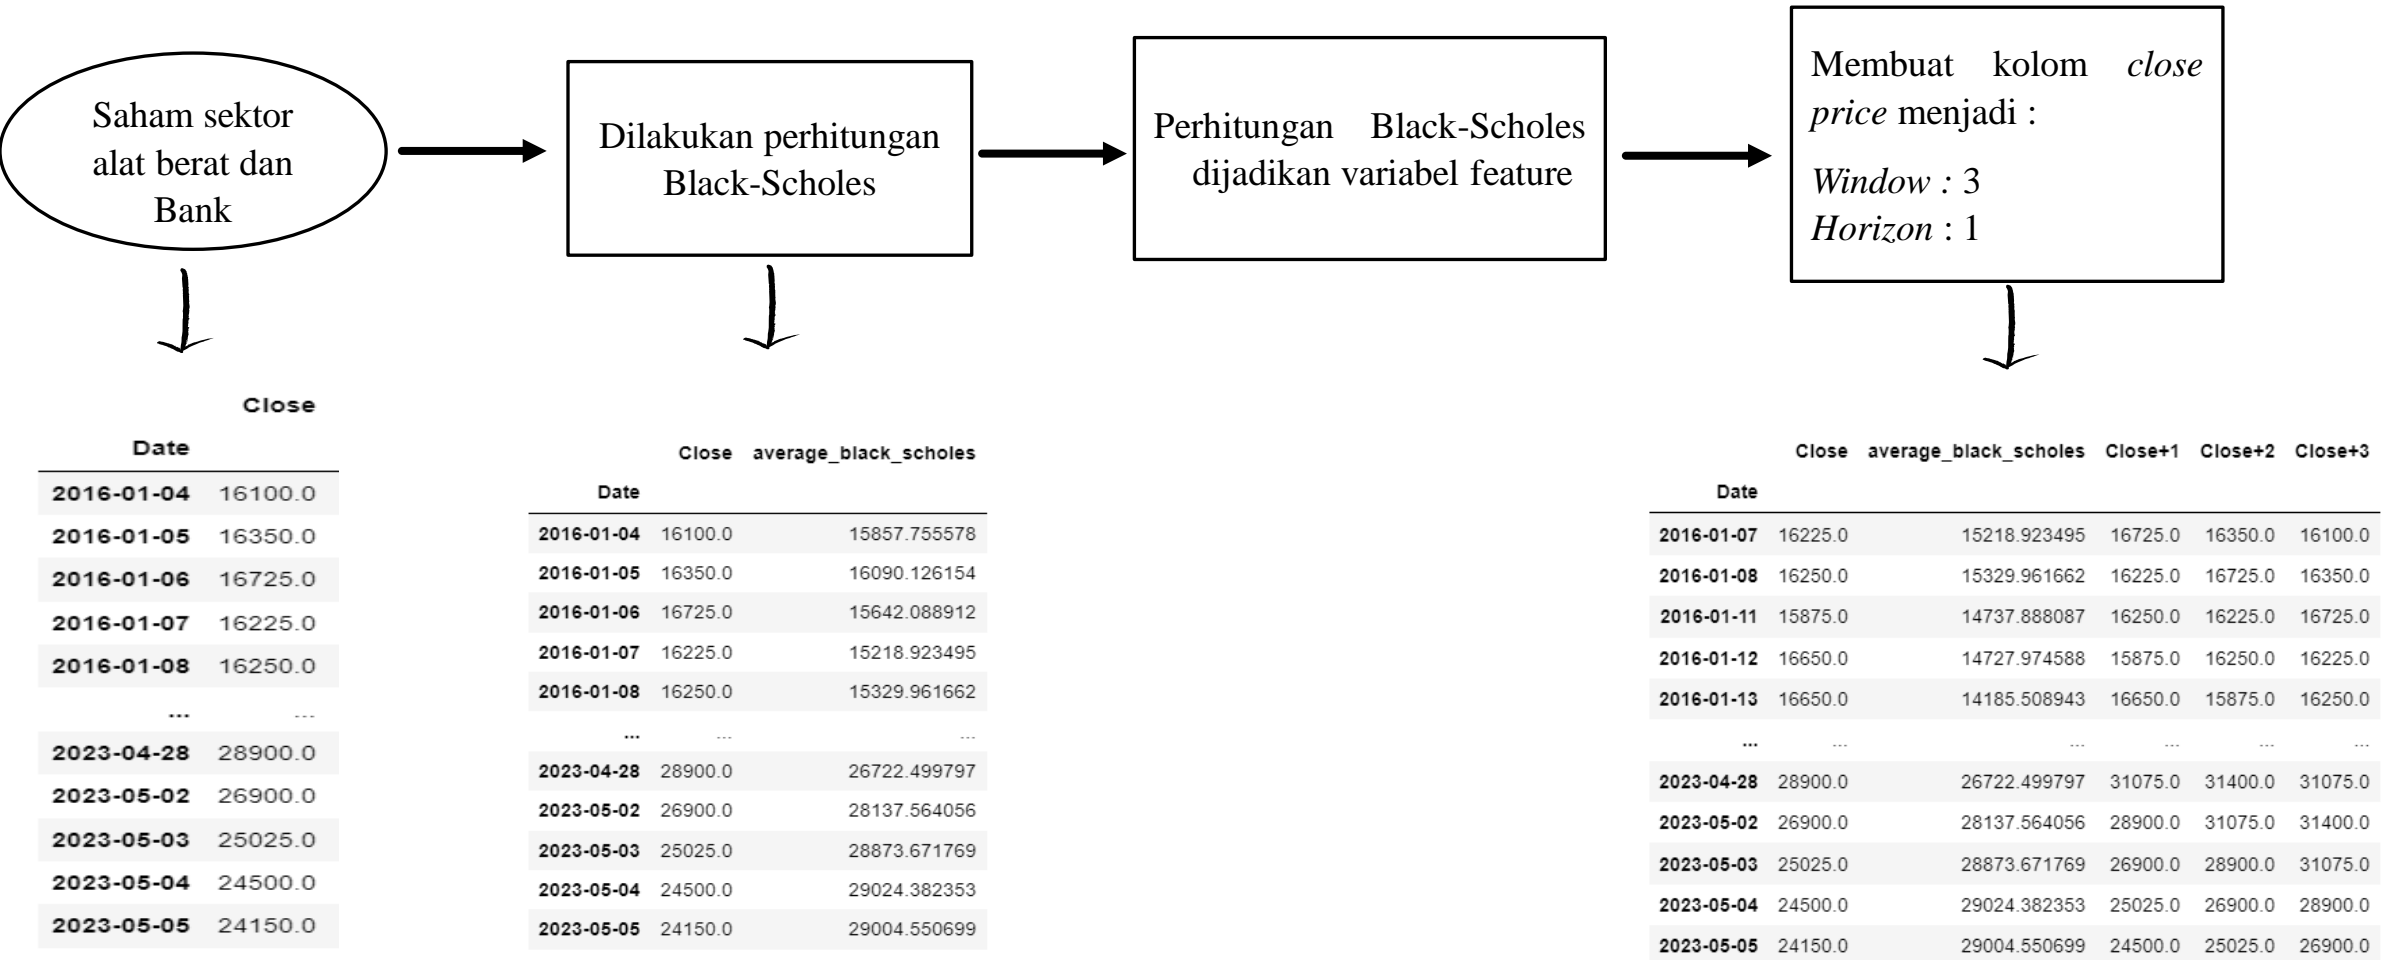 Saham sektor
alat berat dan
Bank
Dilakukan perhitungan
Black-Scholes
Perhitungan Black-Scholes
dijadikan variabel feature
Membuat kolom close
price menjadi :
Window : 3
Horizon : 1
Close
Date
2016-01-04 16100.0
2016-01-05 16350.0
2016-01-06 16725.0
2016-01-07 16225.0
2016-01-08 16250.0
... ...
2023-04-28 28900.0
2023-05-02 26900.0
2023-05-03 25025.0
2023-05-04 24500.0
2023-05-05 24150.0
Close average_black_scholes
Date
2016-01-04 16100.0 15857.755578
2016-01-05 16350.0 16090.126154
2016-01-06 16725.0 15642.088912
2016-01-07 16225.0 15218.923495
2016-01-08 16250.0 15329.961662
... ... ...
2023-04-28 28900.0 26722.499797
2023-05-02 26900.0 28137.564056
2023-05-03 25025.0 28873.671769
2023-05-04 24500.0 29024.382353
2023-05-05 24150.0 29004.550699
Close average_black_scholes Close+1 Close+2 Close+3
Date
2016-01-07 16225.0 15218.923495 16725.0 16350.0 16100.0
2016-01-08 16250.0 15329.961662 16225.0 16725.0 16350.0
2016-01-11 15875.0 14737.888087 16250.0 16225.0 16725.0
2016-01-12 16650.0 14727.974588 15875.0 16250.0 16225.0
2016-01-13 16650.0 14185.508943 16650.0 15875.0 16250.0
... ... ... ... ... ...
2023-04-28 28900.0 26722.499797 31075.0 31400.0 31075.0
2023-05-02 26900.0 28137.564056 28900.0 31075.0 31400.0
2023-05-03 25025.0 28873.671769 26900.0 28900.0 31075.0
2023-05-04 24500.0 29024.382353 25025.0 26900.0 28900.0
2023-05-05 24150.0 29004.550699 24500.0 25025.0 26900.0